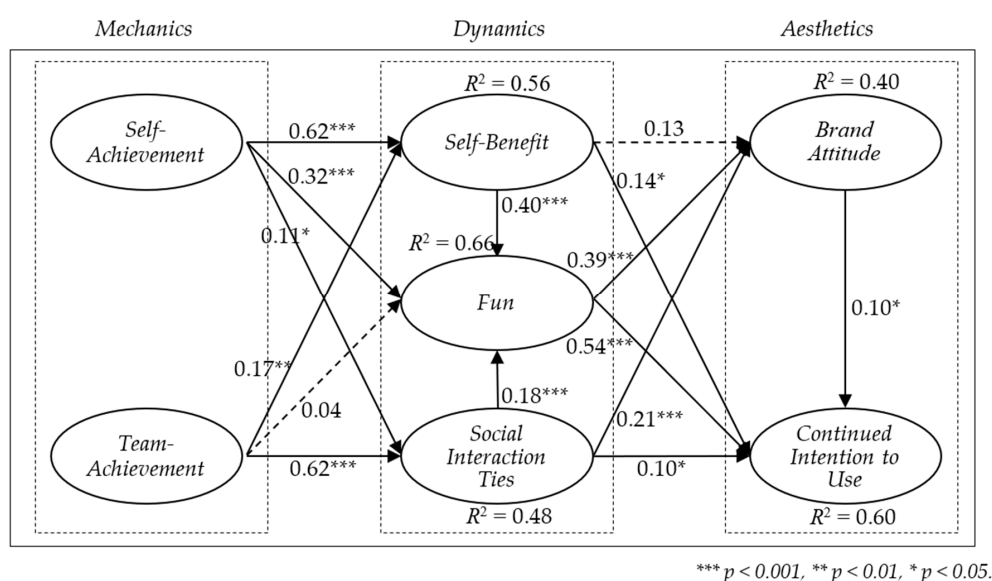 Mechanics
Dynamics
Aesthetics
R² = 0.56
R² = 0.40
Self-
Achievement
0.62***
Self-Benefit
0.13
Brand
Attitude
0.32***
0.14*
0.40***
0.11*
R² = 0.66
0.39***
Fun
0.10*
0.54***
0.17**
0.04
0.18***
0.21***
Team-
Achievement
0.62***
Social
Interaction
Ties
0.10*
Continued
Intention to
Use
R² = 0.48
R² = 0.60
*** p < 0.001, ** p < 0.01, * p < 0.05.